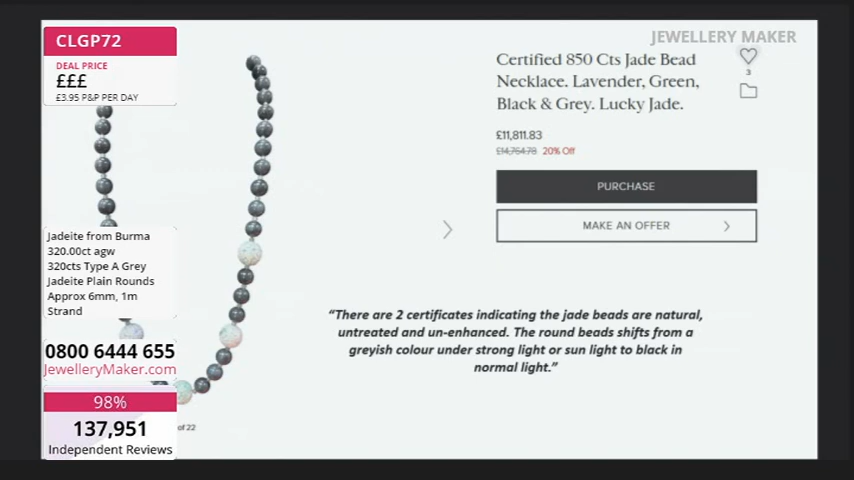 CLGP72
DEAL PRICE
£££
£3.95 P&P PER DAY
Jadeite from Burma
320.00ct agw
320cts Type A Grey
Jadeite Plain Rounds
Approx 6mm, 1m
Strand
0800 6444 655
JewelleryMaker.com
98%
137,951
Independent Reviews
of 22
JEWELLERY MAKER
Certified 850 Cts Jade Bead
Necklace. Lavender, Green,
Black & Grey. Lucky Jade.
3
£11,811.83
£14,764.78 20% Off
PURCHASE
MAKE AN OFFER
“There are 2 certificates indicating the jade beads are natural,
untreated and un-enhanced. The round beads shifts from a
greyish colour under strong light or sun light to black in
normal light.”